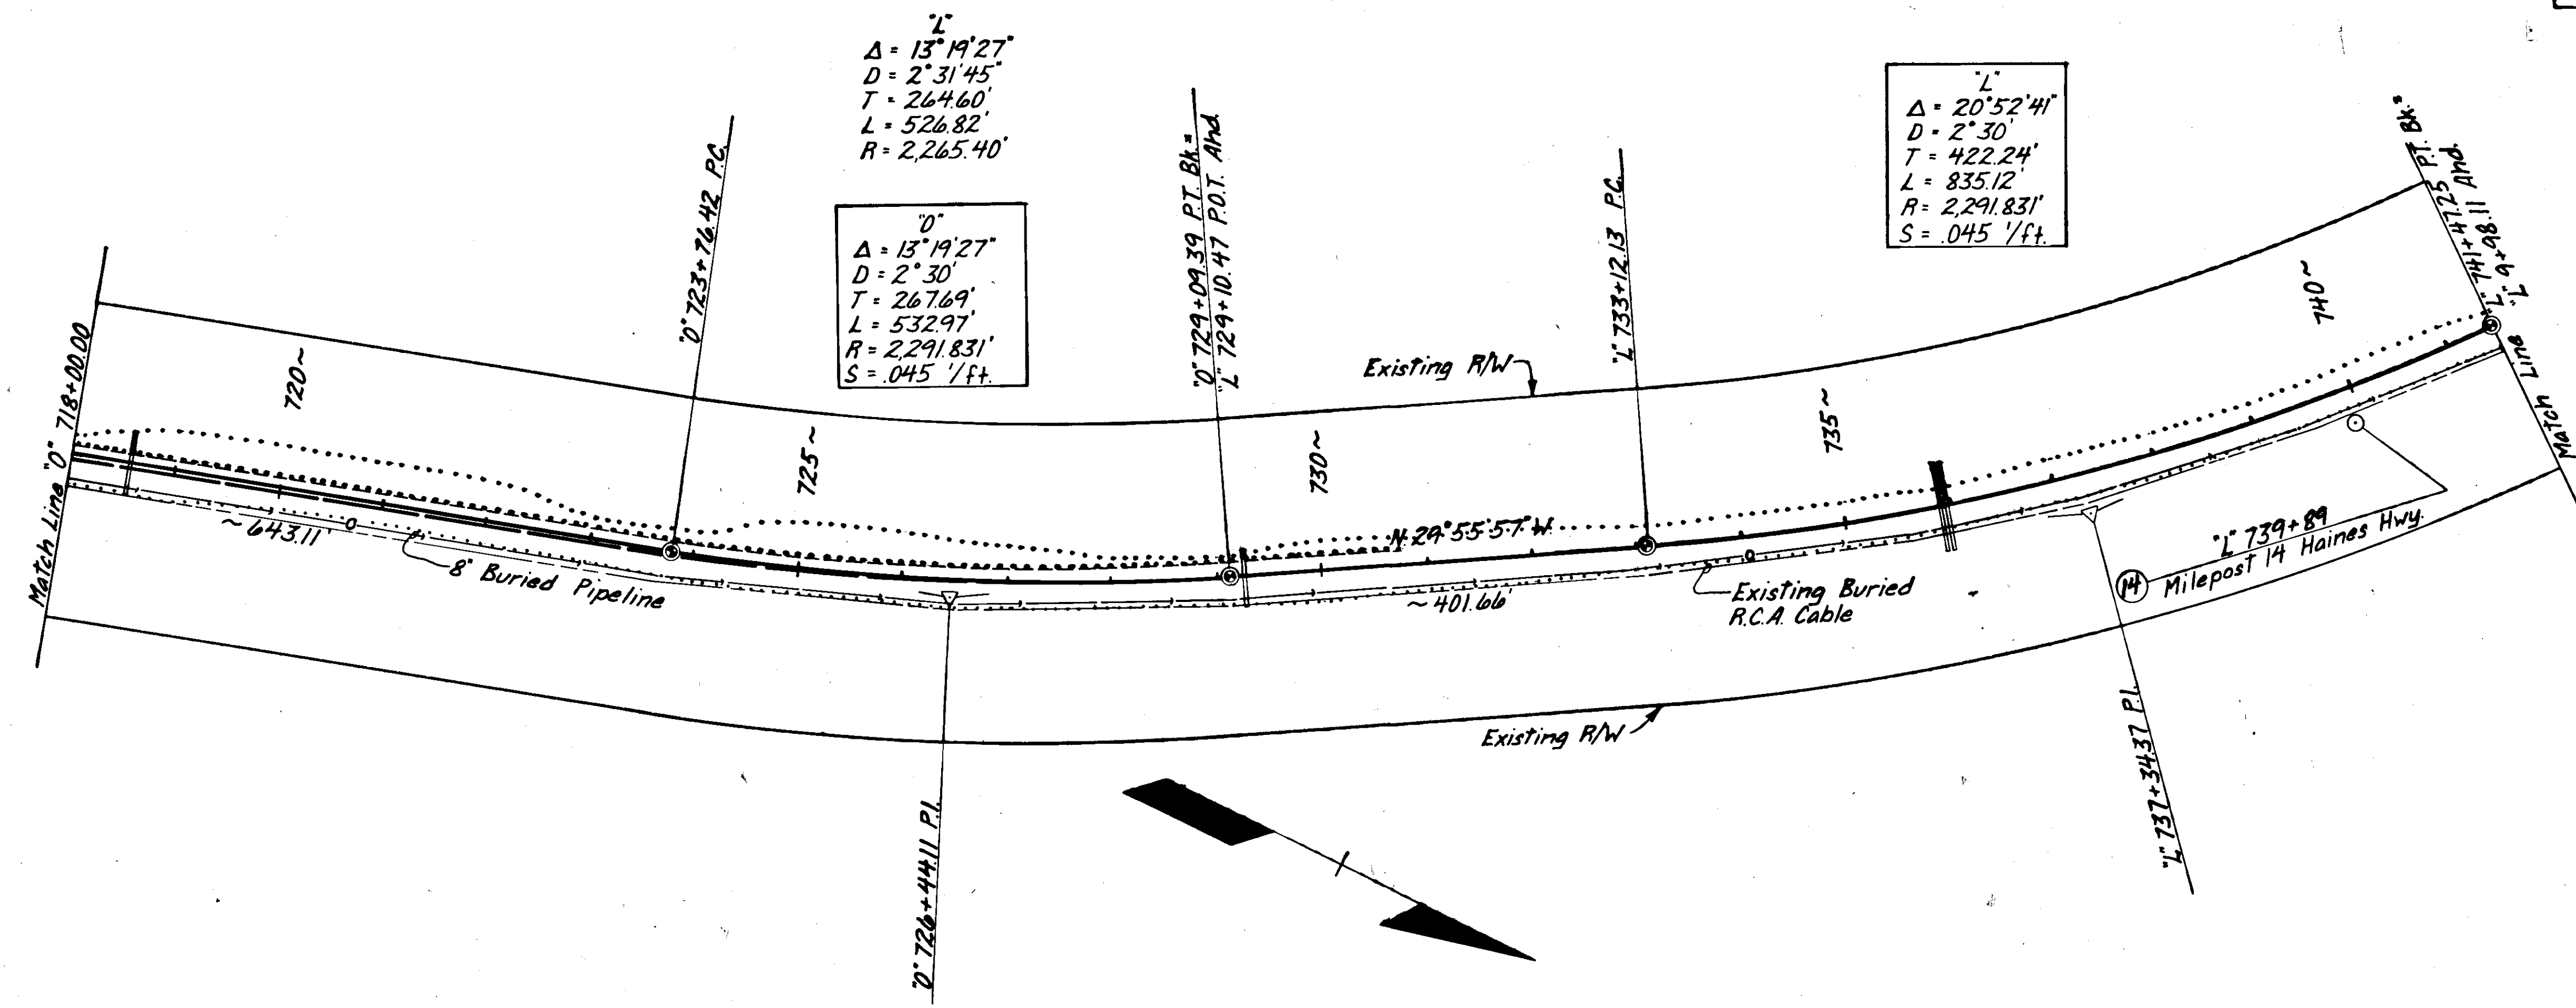 "L"
Δ = 13°19'27"
D = 2°31'45"
T = 264.60'
L = 526.82'
R = 2,265.40'
"O"
Δ = 13°19'27"
D = 2°30'
T = 267.69'
L = 532.97'
R = 2,291.831'
S = .045 '/ft.
"L"
Δ = 20°52'41"
D = 2°30'
T = 422.24'
L = 835.12'
R = 2,291.831'
S = .045 '/ft.
Match Line "O" 718+00.00
720~
"O" 723+76.42 P.C.
725~
"O" 729+09.39 P.T. Bk.=
"L" 729+10.47 P.O.T. Ahd.
730~
Existing R/W
"L" 733+12.13 P.C.
735~
740~
"L" 741+47.25 P.T. Bk.=
"L" 9+98.11 Ahd.
Match Line
~643.11'
8" Buried Pipeline
N. 29°55'57" W.
~401.66'
Existing Buried
R.C.A. Cable
"L" 739+89
14 Milepost 14 Haines Hwy.
Existing R/W
"O" 726+44.11 P.I.
"L" 737+34.37 P.I.